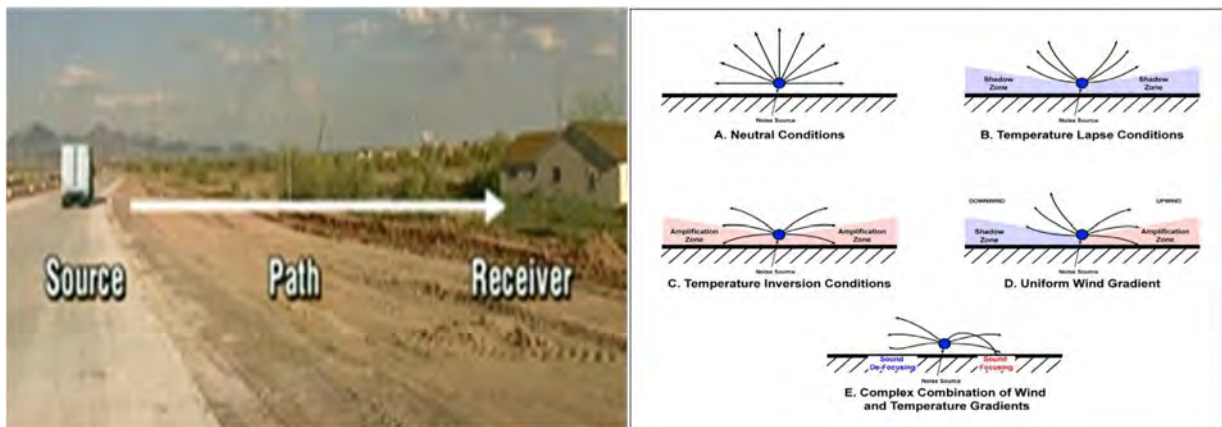 Source
Path
Receiver
Noise Source
A. Neutral Conditions
Shadow
Zone
Shadow
Zone
Noise Source
B. Temperature Lapse Conditions
Amplification
Zone
Amplification
Zone
Noise Source
C. Temperature Inversion Conditions
DOWNWIND
UPWIND
Shadow
Zone
Amplification
Zone
Noise Source
D. Uniform Wind Gradient
Sound
De-Focusing
Sound
Focusing
Noise Source
E. Complex Combination of Wind
and Temperature Gradients